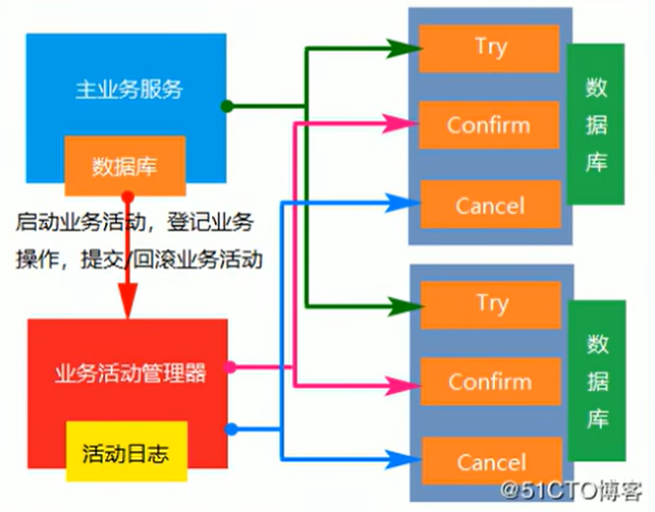 主业务服务
数据库
启动业务活动，登记业务
操作，提交/回滚业务活动
业务活动管理器
活动日志
Try
Confirm
Cancel
数
据
库
Try
Confirm
Cancel
数
据
库
@51CTO博客